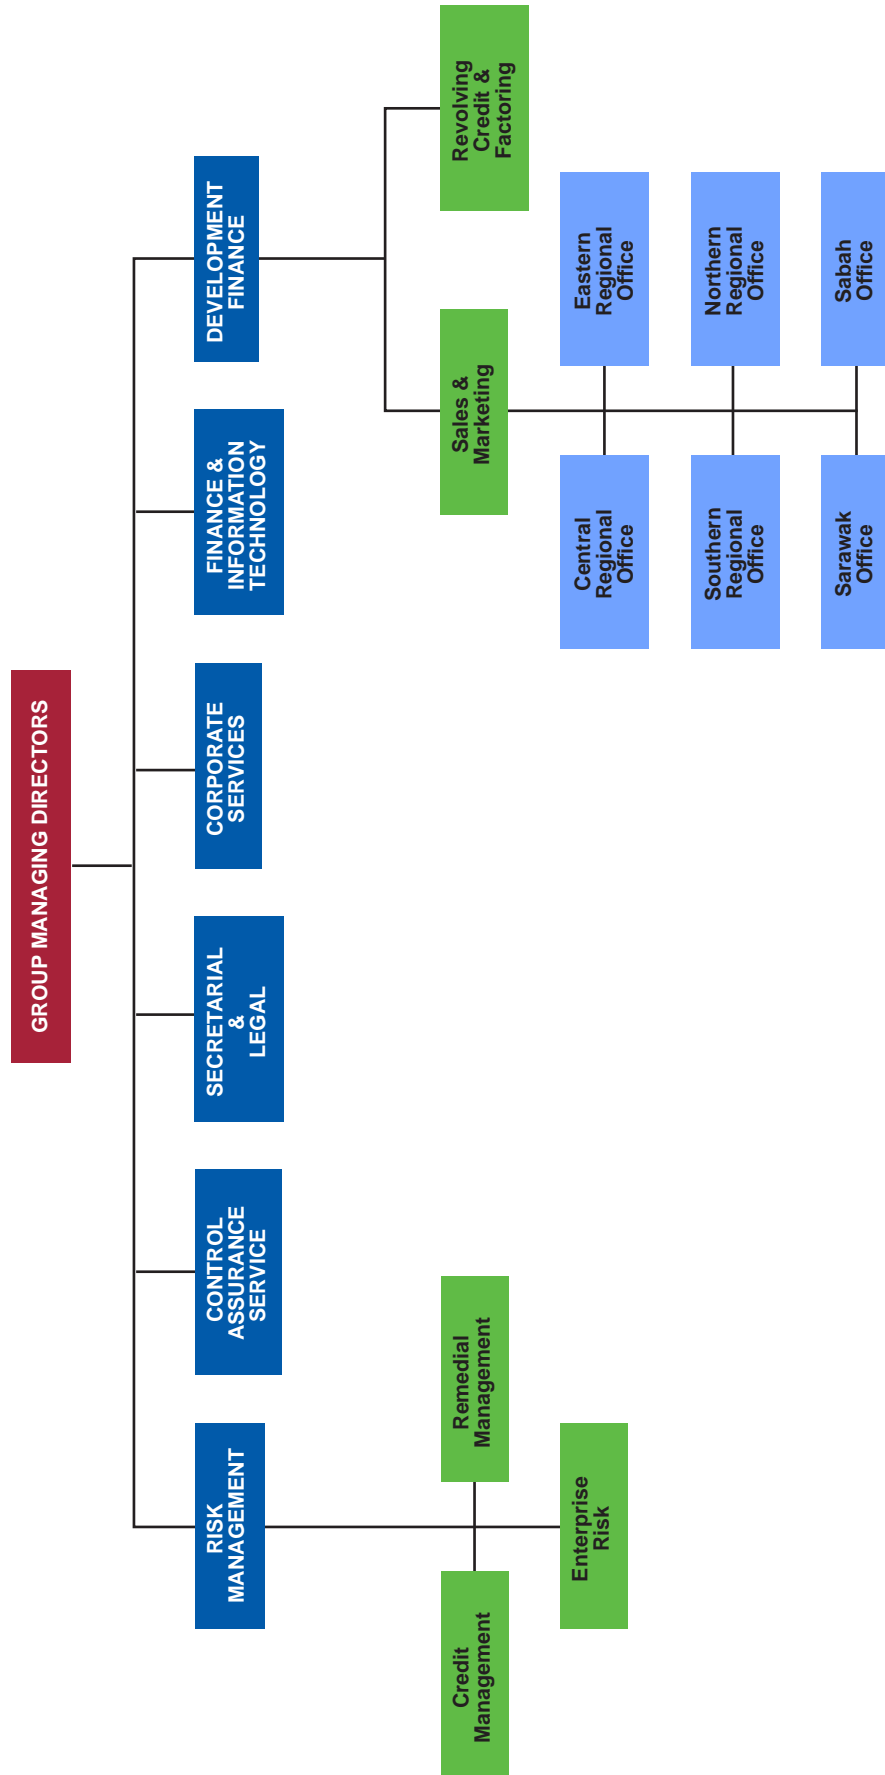 GROUP MANAGING DIRECTORS
RISK
MANAGEMENT
CONTROL
ASSURANCE
SERVICE
SECRETARIAL
&
LEGAL
CORPORATE
SERVICES
FINANCE &
INFORMATION
TECHNOLOGY
DEVELOPMENT
FINANCE
Credit
Management
Remedial
Management
Enterprise
Risk
Sales &
Marketing
Revolving
Credit &
Factoring
Central
Regional
Office
Eastern
Regional
Office
Southern
Regional
Office
Northern
Regional
Office
Sarawak
Office
Sabah
Office